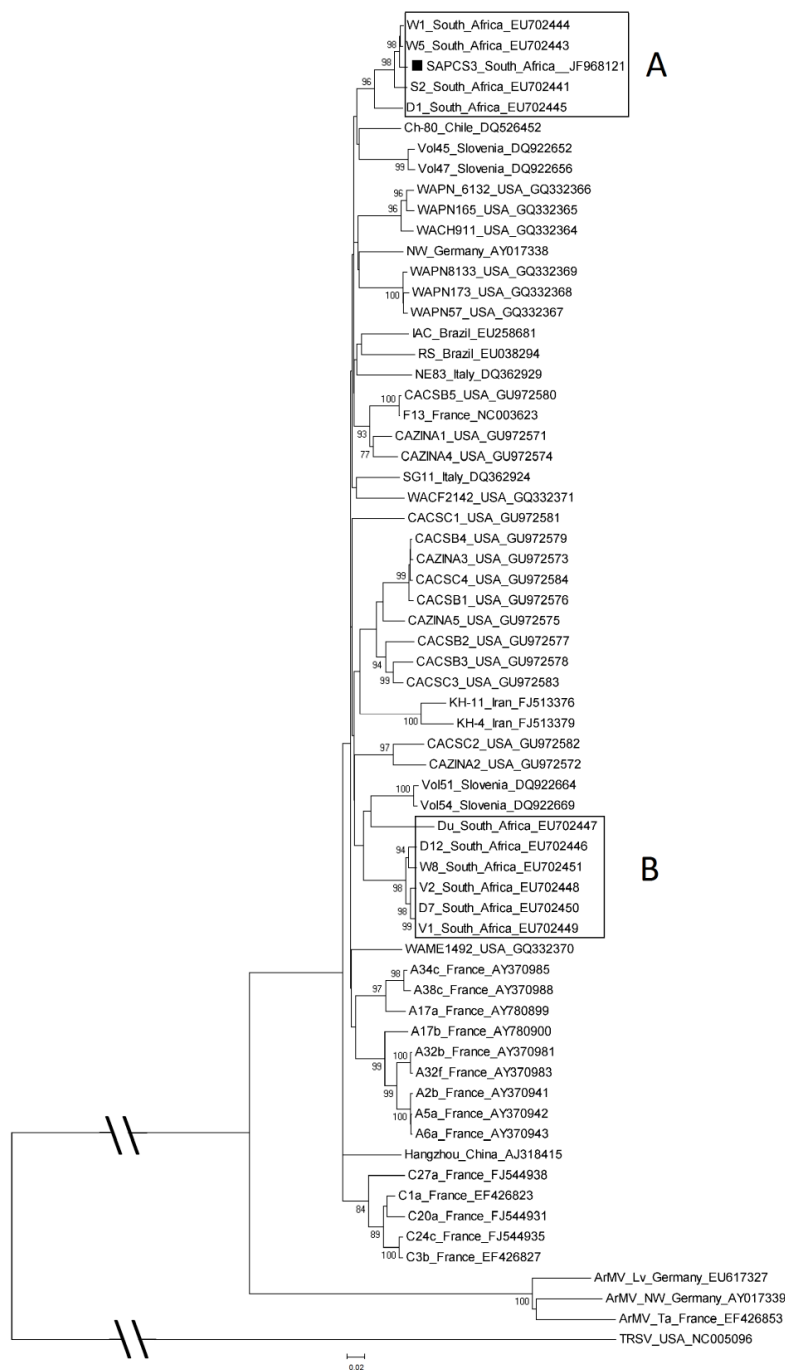 W1_South_Africa_EU702444
98
W5_South_Africa_EU702443
A
SAPCS3_South_Africa__JF968121
98
S2_South_Africa_EU702441
96
D1_South_Africa_EU702445
Ch-80_Chile_DQ526452
Vol45_Slovenia_DQ922652
99
Vol47_Slovenia_DQ922656
96
WAPN_6132_USA_GQ332366
96
WAPN165_USA_GQ332365
WACH911_USA_GQ332364
NW_Germany_AY017338
WAPN8133_USA_GQ332369
100
WAPN173_USA_GQ332368
WAPN57_USA_GQ332367
IAC_Brazil_EU258681
RS_Brazil_EU038294
NE83_Italy_DQ362929
100
CACSB5_USA_GU972580
F13_France_NC003623
93
CAZINA1_USA_GU972571
77
CAZINA4_USA_GU972574
SG11_Italy_DQ362924
WACF2142_USA_GQ332371
CACSC1_USA_GU972581
CACSB4_USA_GU972579
CAZINA3_USA_GU972573
99
CACSC4_USA_GU972584
CACSB1_USA_GU972576
CAZINA5_USA_GU972575
CACSB2_USA_GU972577
94
CACSB3_USA_GU972578
99
CACSC3_USA_GU972583
KH-11_Iran_FJ513376
100
KH-4_Iran_FJ513379
97
CACSC2_USA_GU972582
CAZINA2_USA_GU972572
100
Vol51_Slovenia_DQ922664
Vol54_Slovenia_DQ922669
Du_South_Africa_EU702447
94
D12_South_Africa_EU702446
W8_South_Africa_EU702451
B
98
V2_South_Africa_EU702448
98
D7_South_Africa_EU702450
99
V1_South_Africa_EU702449
WAME1492_USA_GQ332370
98
A34c_France_AY370985
97
A38c_France_AY370988
A17a_France_AY780899
A17b_France_AY780900
100
A32b_France_AY370981
99
A32f_France_AY370983
99
A2b_France_AY370941
100
A5a_France_AY370942
A6a_France_AY370943
Hangzhou_China_AJ318415
C27a_France_FJ544938
84
C1a_France_EF426823
C20a_France_FJ544931
89
C24c_France_FJ544935
100
C3b_France_EF426827
ArMV_Lv_Germany_EU617327
100
ArMV_NW_Germany_AY017339
ArMV_Ta_France_EF426853
TRSV_USA_NC005096
0.02